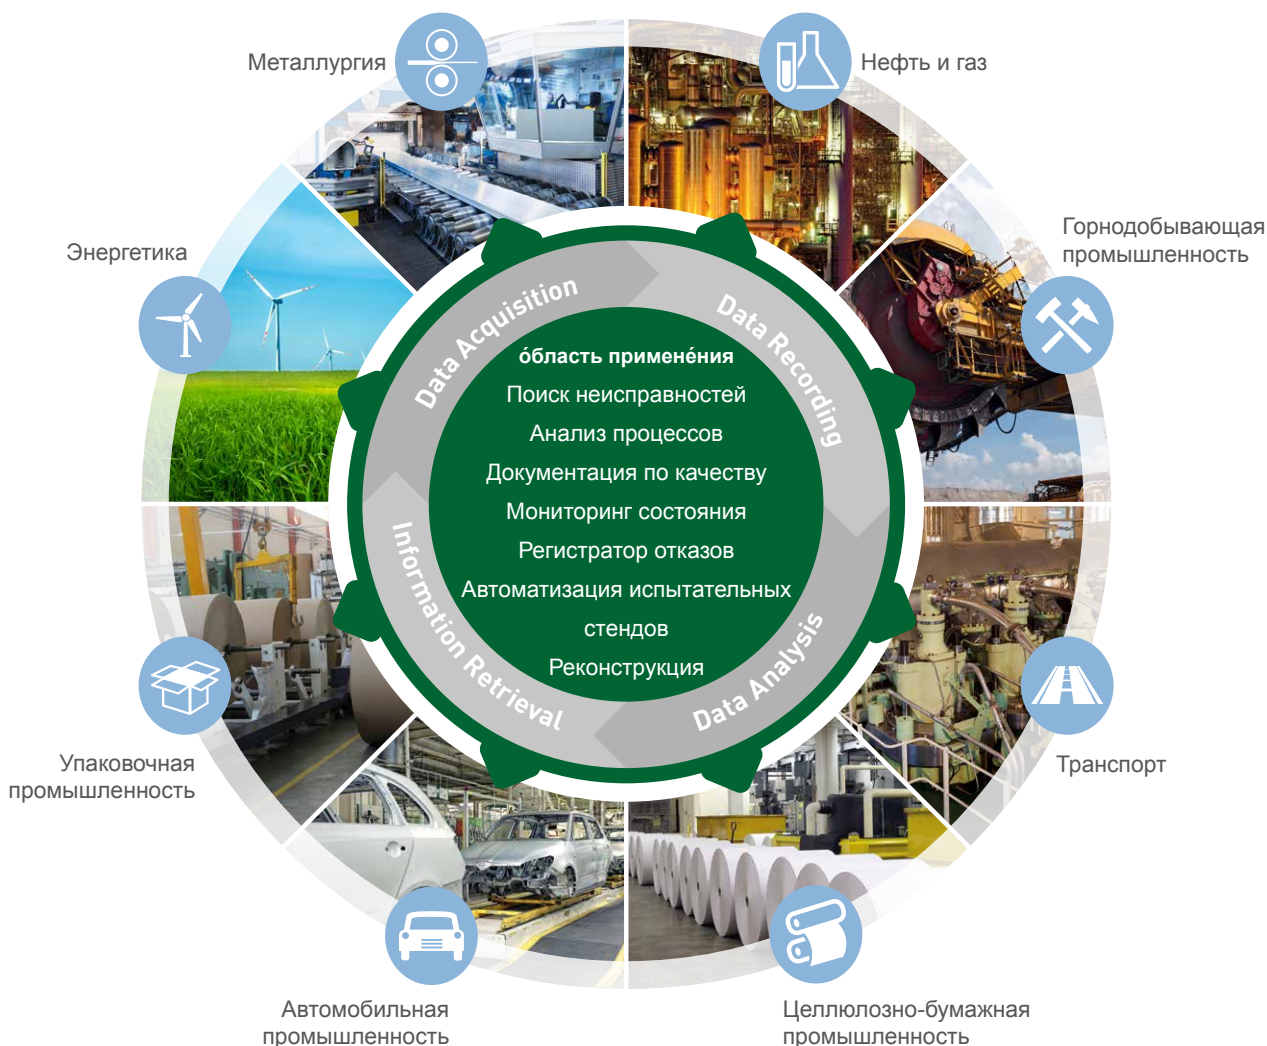 Металлургия
Нефть и газ
Энергетика
Горнодобывающая
промышленность
Data Acquisition
Data Recording
Data Analysis
Information Retrieval
о́бласть примене́ния
Поиск неисправностей
Анализ процессов
Документация по качеству
Мониторинг состояния
Регистратор отказов
Автоматизация испытательных
стендов
Реконструкция
Упаковочная
промышленность
Транспорт
Автомобильная
промышленность
Целлюлозно-бумажная
промышленность